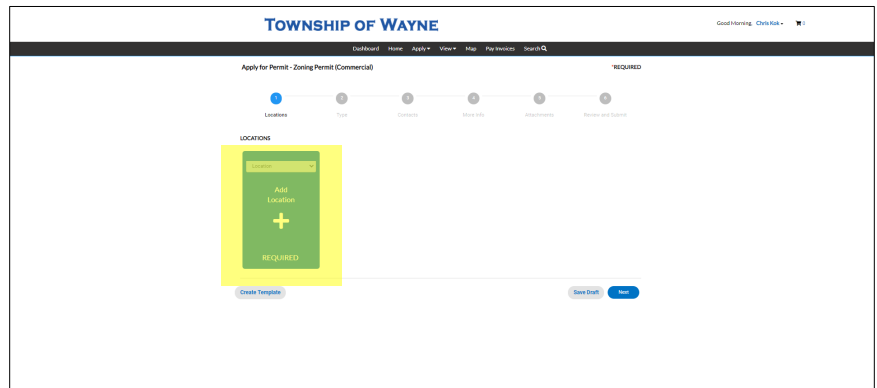 TOWNSHIP OF WAYNE
Good Morning, Chris Kok
0
Dashboard Home Apply View Map Pay Invoices Search
Apply for Permit - Zoning Permit (Commercial)
*REQUIRED
1 2 3 4 5 6
Locations Type Contacts More Info Attachments Review and Submit
LOCATIONS
Location
Add
Location
REQUIRED
Create Template
Save Draft Next